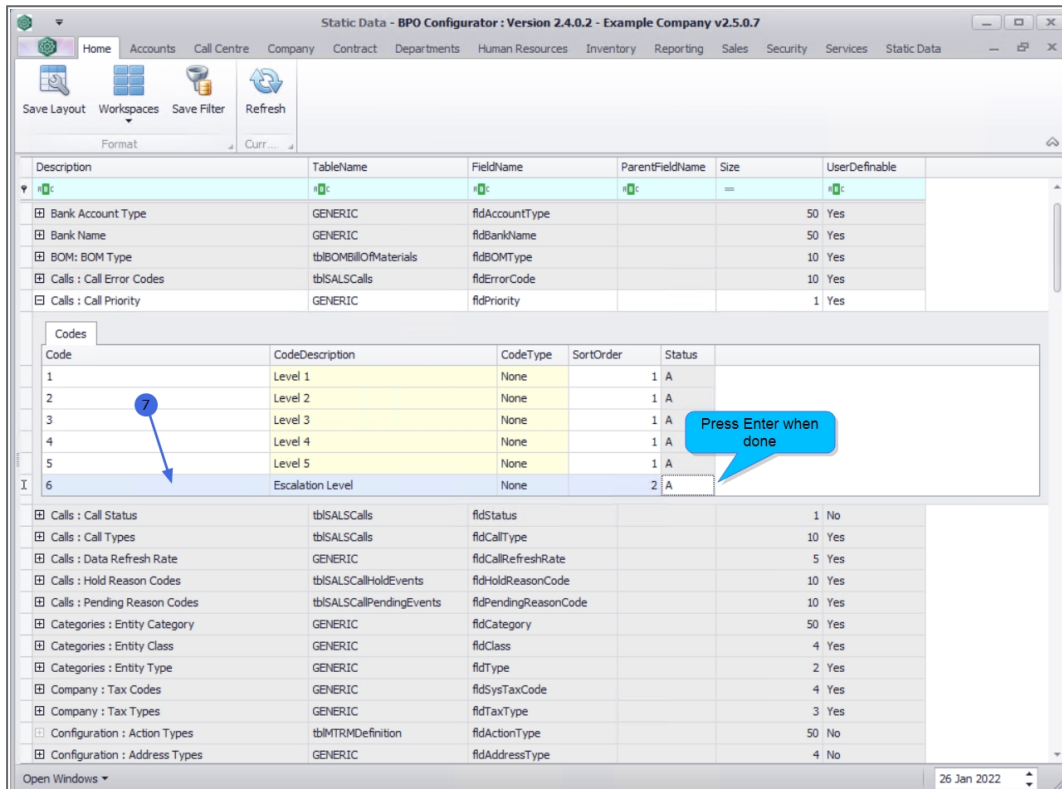 Static Data - BPO Configurator : Version 2.4.0.2 - Example Company v2.5.0.7
Home Accounts Call Centre Company Contract Departments Human Resources Inventory Reporting Sales Security Services Static Data
Save Layout Workspaces Save Filter Refresh
Format Curr...
Description TableName FieldName ParentFieldName Size UserDefinable
Bank Account Type GENERIC fldAccountType 50 Yes
Bank Name GENERIC fldBankName 50 Yes
BOM: BOM Type tblBOMBillOfMaterials fldBOMType 10 Yes
Calls : Call Error Codes tblSALSCalls fldErrorCode 10 Yes
Calls : Call Priority GENERIC fldPriority 1 Yes
Codes
Code CodeDescription CodeType SortOrder Status
1 Level 1 None 1 A
2 Level 2 None 1 A
7
3 Level 3 None 1 A
Press Enter when
done
4 Level 4 None 1 A
5 Level 5 None 1 A
6 Escalation Level None 2 A
Calls : Call Status tblSALSCalls fldStatus 1 No
Calls : Call Types tblSALSCalls fldCallType 10 Yes
Calls : Data Refresh Rate GENERIC fldCallRefreshRate 5 Yes
Calls : Hold Reason Codes tblSALSCallHoldEvents fldHoldReasonCode 10 Yes
Calls : Pending Reason Codes tblSALSCallPendingEvents fldPendingReasonCode 10 Yes
Categories : Entity Category GENERIC fldCategory 50 Yes
Categories : Entity Class GENERIC fldClass 4 Yes
Categories : Entity Type GENERIC fldType 2 Yes
Company : Tax Codes GENERIC fldSysTaxCode 4 Yes
Company : Tax Types GENERIC fldTaxType 3 Yes
Configuration : Action Types tblMTRMDefinition fldActionType 50 No
Configuration : Address Types GENERIC fldAddressType 4 No
Open Windows 26 Jan 2022